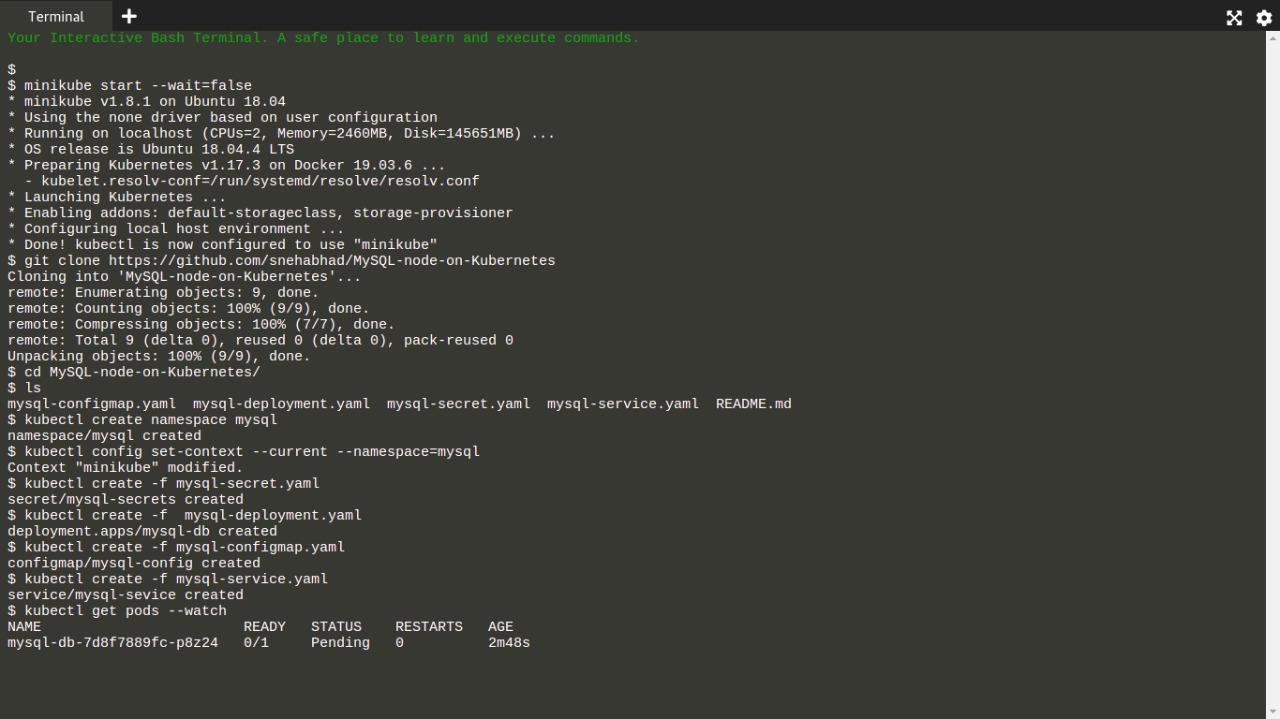 Terminal
Your Interactive Bash Terminal. A safe place to learn and execute commands.
$
$ minikube start --wait=false
* minikube v1.8.1 on Ubuntu 18.04
* Using the none driver based on user configuration
* Running on localhost (CPUs=2, Memory=2460MB, Disk=145651MB) ...
* OS release is Ubuntu 18.04.4 LTS
* Preparing Kubernetes v1.17.3 on Docker 19.03.6 ...
  - kubelet.resolv-conf=/run/systemd/resolve/resolv.conf
* Launching Kubernetes ...
* Enabling addons: default-storageclass, storage-provisioner
* Configuring local host environment ...
* Done! kubectl is now configured to use "minikube"
$ git clone https://github.com/snehabhad/MySQL-node-on-Kubernetes
Cloning into 'MySQL-node-on-Kubernetes'...
remote: Enumerating objects: 9, done.
remote: Counting objects: 100% (9/9), done.
remote: Compressing objects: 100% (7/7), done.
remote: Total 9 (delta 0), reused 0 (delta 0), pack-reused 0
Unpacking objects: 100% (9/9), done.
$ cd MySQL-node-on-Kubernetes/
$ ls
mysql-configmap.yaml  mysql-deployment.yaml  mysql-secret.yaml  mysql-service.yaml  README.md
$ kubectl create namespace mysql
namespace/mysql created
$ kubectl config set-context --current --namespace=mysql
Context "minikube" modified.
$ kubectl create -f mysql-secret.yaml
secret/mysql-secrets created
$ kubectl create -f  mysql-deployment.yaml
deployment.apps/mysql-db created
$ kubectl create -f mysql-configmap.yaml
configmap/mysql-config created
$ kubectl create -f mysql-service.yaml
service/mysql-sevice created
$ kubectl get pods --watch
NAME                        READY   STATUS    RESTARTS   AGE
mysql-db-7d8f7889fc-p8z24   0/1     Pending   0          2m48s